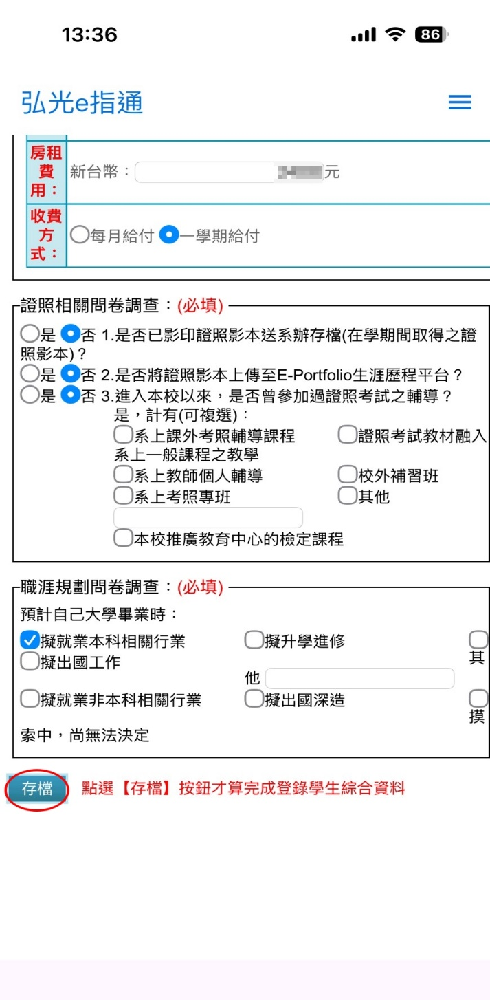 13:36
86
弘光e指通
房租
費
用：
新台幣：
元
收費
方
式：
每月給付 一學期給付
證照相關問卷調查：(必填)
是 否 1.是否已影印證照影本送系辦存檔(在學期間取得之證
照影本)？
是 否 2.是否將證照影本上傳至E-Portfolio生涯歷程平台？
是 否 3.進入本校以來，是否曾參加過證照考試之輔導？
是，計有(可複選)：
系上課外考照輔導課程 證照考試教材融入
系上一般課程之教學
系上教師個人輔導 校外補習班
系上考照專班 其他
本校推廣教育中心的檢定課程
職涯規劃問卷調查：(必填)
預計自己大學畢業時：
擬就業本科相關行業 擬升學進修 其
擬出國工作
他
擬就業非本科相關行業 擬出國深造 摸
索中，尚無法決定
存檔 點選【存檔】按鈕才算完成登錄學生綜合資料